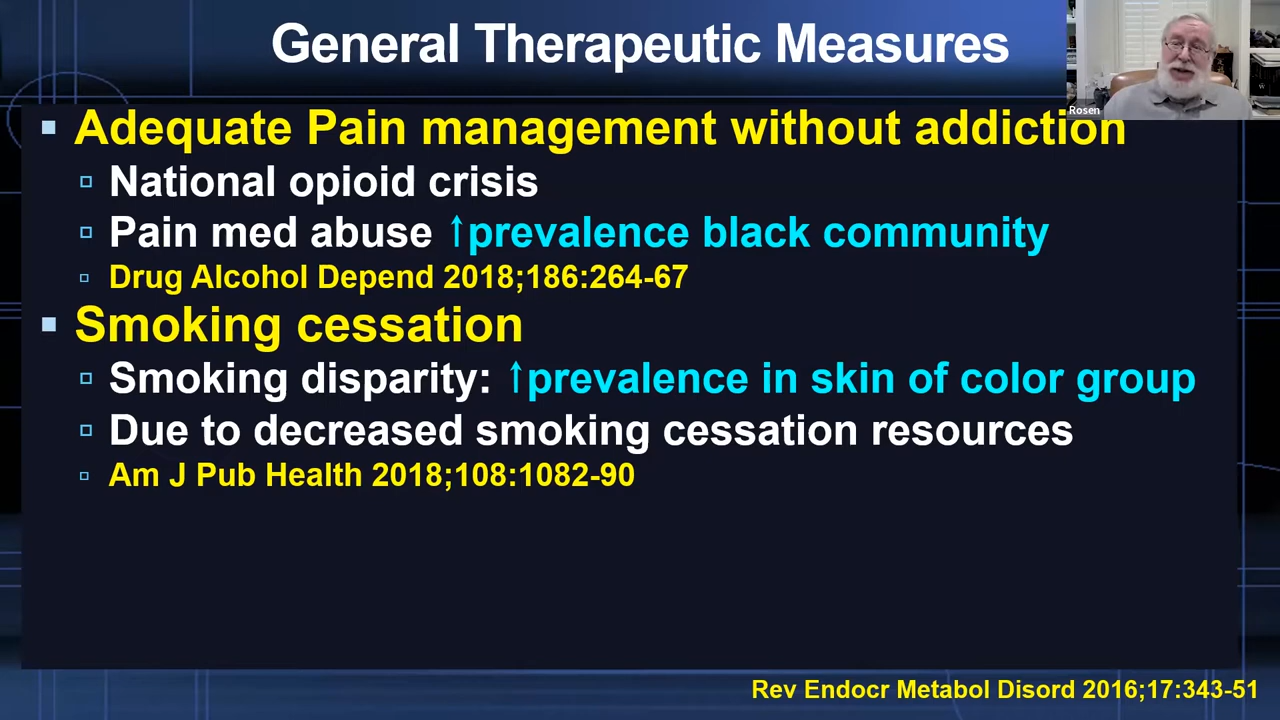 General Therapeutic Measures
Rosen
Adequate Pain management without addiction
National opioid crisis
Pain med abuse ↑prevalence black community
Drug Alcohol Depend 2018;186:264-67
Smoking cessation
Smoking disparity: ↑prevalence in skin of color group
Due to decreased smoking cessation resources
Am J Pub Health 2018;108:1082-90
Rev Endocr Metabol Disord 2016;17:343-51